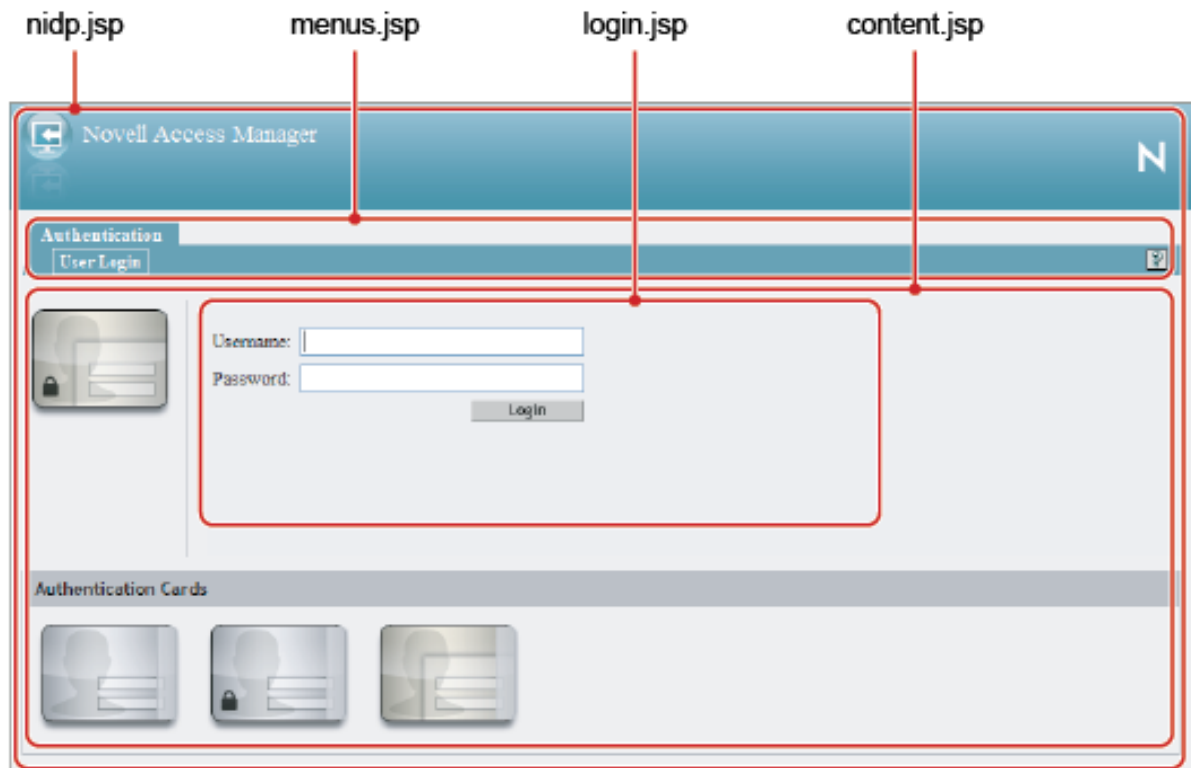 nidp.jsp menus.jsp login.jsp content.jsp
Novell Access Manager
N
Authentication
User Login
?
Username:
Password:
Login
Authentication Cards